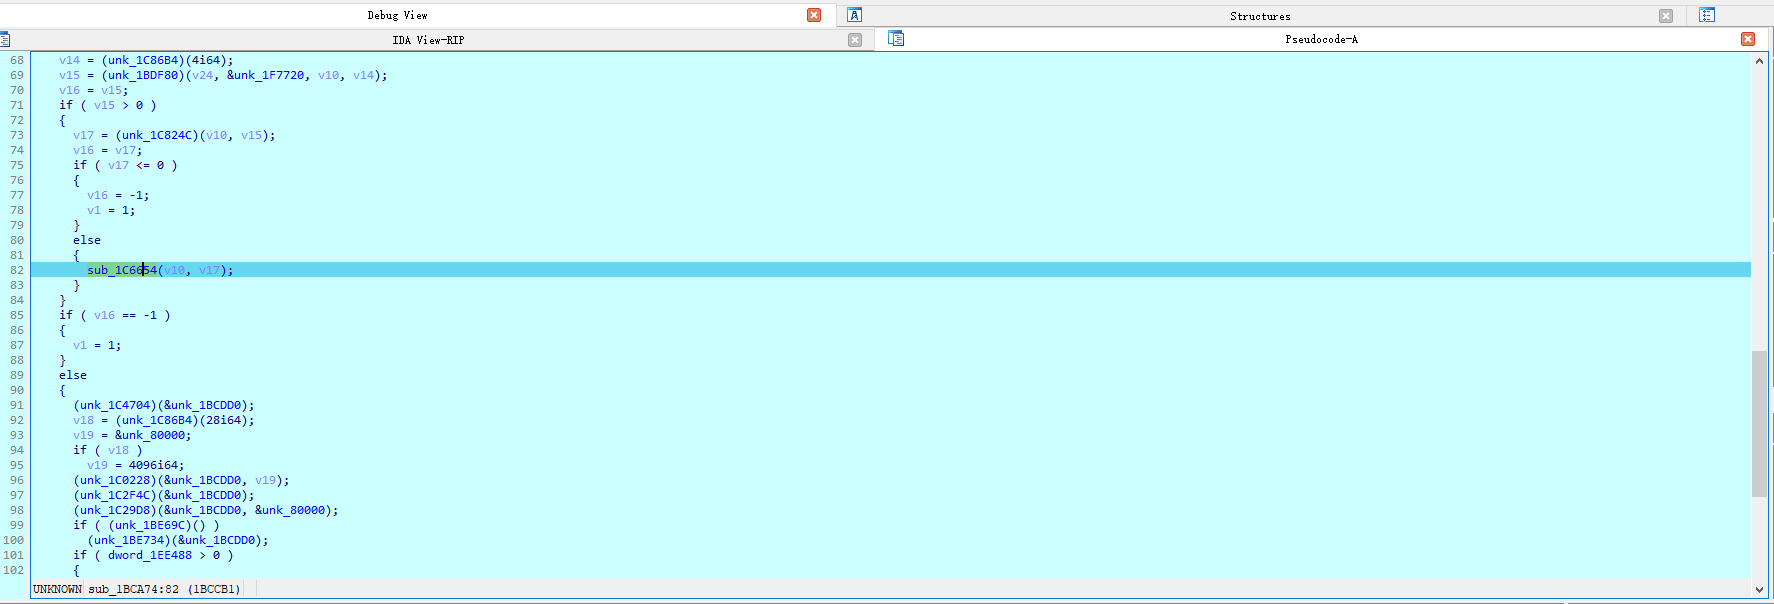 Debug View
Structures
IDA View-RIP
Pseudocode-A
68 v14 = (unk_1C86B4)(4i64);
69 v15 = (unk_1BDF80)(v24, &unk_1F7720, v10, v14);
70 v16 = v15;
71 if ( v15 > 0 )
72 {
73 v17 = (unk_1C824C)(v10, v15);
74 v16 = v17;
75 if ( v17 <= 0 )
76 {
77 v16 = -1;
78 v1 = 1;
79 }
80 else
81 {
82 sub_1C6654(v10, v17);
83 }
84 }
85 if ( v16 == -1 )
86 {
87 v1 = 1;
88 }
89 else
90 {
91 (unk_1C4704)(&unk_1BCDD0);
92 v18 = (unk_1C86B4)(28i64);
93 v19 = &unk_80000;
94 if ( v18 )
95 v19 = 4096i64;
96 (unk_1C0228)(&unk_1BCDD0, v19);
97 (unk_1C2F4C)(&unk_1BCDD0);
98 (unk_1C29D8)(&unk_1BCDD0, &unk_80000);
99 if ( (unk_1BE69C)() )
100 (unk_1BE734)(&unk_1BCDD0);
101 if ( dword_1EE488 > 0 )
102 {
UNKNOWN sub_1BCA74:82 (1BCCB1)